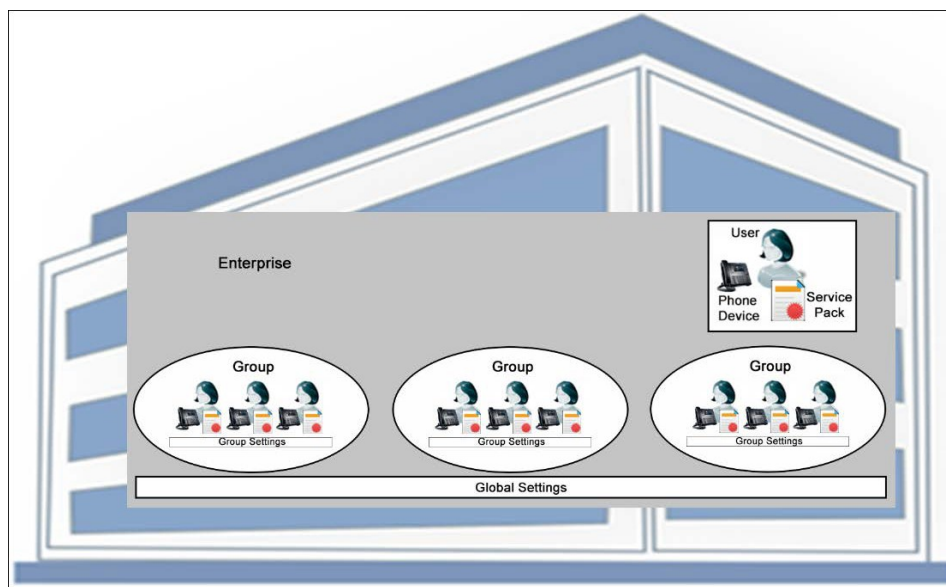 Enterprise
User
Phone
Device
Service
Pack
Group
Group Settings
Group
Group Settings
Group
Group Settings
Global Settings